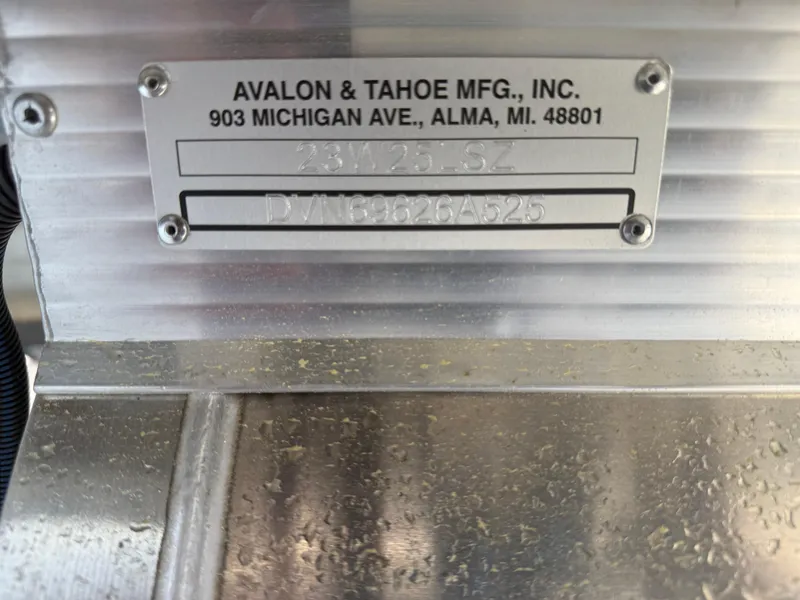 AVALON & TAHOE MFG., INC.
903 MICHIGAN AVE., ALMA, MI. 48801
23W25LSZ
DVN69626A525